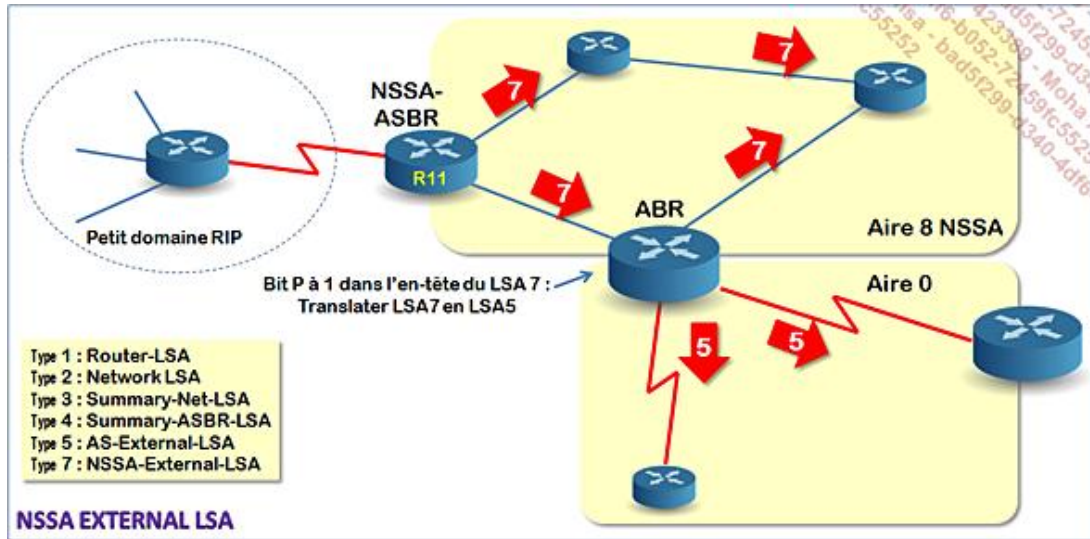 NSSA-
ASBR
R11
7
7
7
7
ABR
Petit domaine RIP
Aire 8 NSSA
Bit P à 1 dans l'en-tête du LSA 7 :
Translater LSA7 en LSA5
Aire 0
5
5
Type 1 : Router-LSA
Type 2 : Network LSA
Type 3 : Summary-Net-LSA
Type 4 : Summary-ASBR-LSA
Type 5 : AS-External-LSA
Type 7 : NSSA-External-LSA
NSSA EXTERNAL LSA